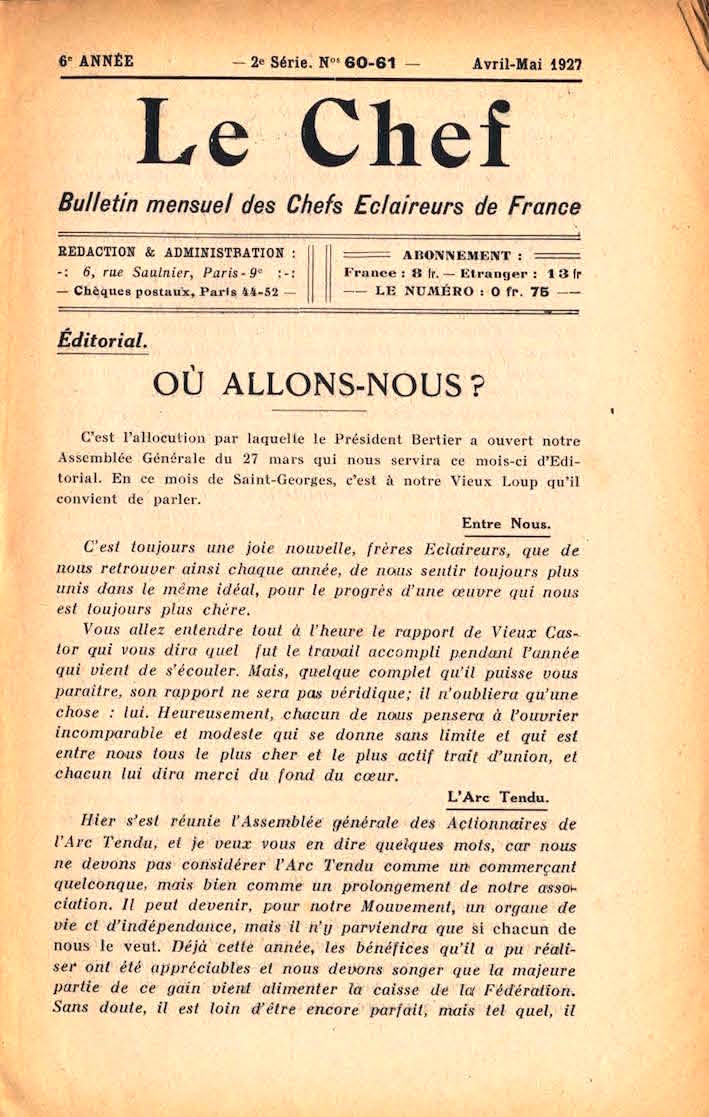 6e ANNÉE — 2e Série. Nos 60-61 — Avril-Mai 1927
Le Chef
Bulletin mensuel des Chefs Eclaireurs de France
REDACTION & ADMINISTRATION :
-: 6, rue Saulnier, Paris-9e :-:
— Chèques postaux, Paris 44-52 —
ABONNEMENT :
France : 8 fr. — Etranger : 13 fr
—— LE NUMÉRO : 0 fr. 75 ——
Éditorial.
OÙ ALLONS-NOUS ?
C'est l'allocution par laquelle le Président Bertier a ouvert notre
Assemblée Générale du 27 mars qui nous servira ce mois-ci d'Edi-
torial. En ce mois de Saint-Georges, c'est à notre Vieux Loup qu'il
convient de parler.
Entre Nous.
C'est toujours une joie nouvelle, frères Eclaireurs, que de
nous retrouver ainsi chaque année, de nous sentir toujours plus
unis dans le même idéal, pour le progrès d'une œuvre qui nous
est toujours plus chère.
Vous allez entendre tout à l'heure le rapport de Vieux Cas-
tor qui vous dira quel fut le travail accompli pendant l'année
qui vient de s'écouler. Mais, quelque complet qu'il puisse vous
paraitre, son rapport ne sera pas véridique; il n'oubliera qu'une
chose : lui. Heureusement, chacun de nous pensera à l'ouvrier
incomparable et modeste qui se donne sans limite et qui est
entre nous tous le plus cher et le plus actif trait d'union, et
chacun lui dira merci du fond du cœur.
L'Arc Tendu.
Hier s'est réunie l'Assemblée générale des Actionnaires de
l'Arc Tendu, et je veux vous en dire quelques mots, car nous
ne devons pas considérer l'Arc Tendu comme un commerçant
quelconque, mais bien comme un prolongement de notre asso-
ciation. Il peut devenir, pour notre Mouvement, un organe de
vie et d'indépendance, mais il n'y parviendra que si chacun de
nous le veut. Déjà cette année, les bénéfices qu'il a pu réali-
ser ont été appréciables et nous devons songer que la majeure
partie de ce gain vient alimenter la caisse de la Fédération.
Sans doute, il est loin d'être encore parfait, mais tel quel, il